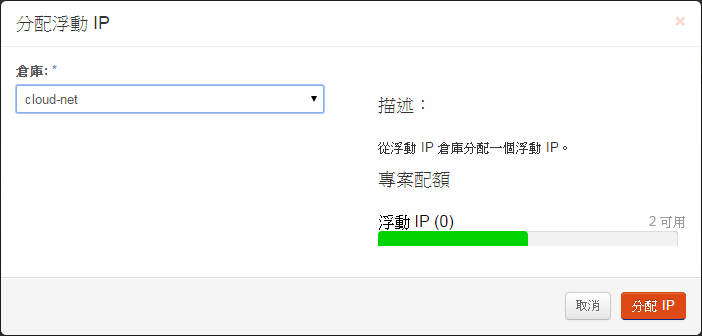 分配浮動 IP
×
倉庫: *
cloud-net
描述：
從浮動 IP 倉庫分配一個浮動 IP。
專案配額
浮動 IP (0)
2 可用
取消
分配 IP